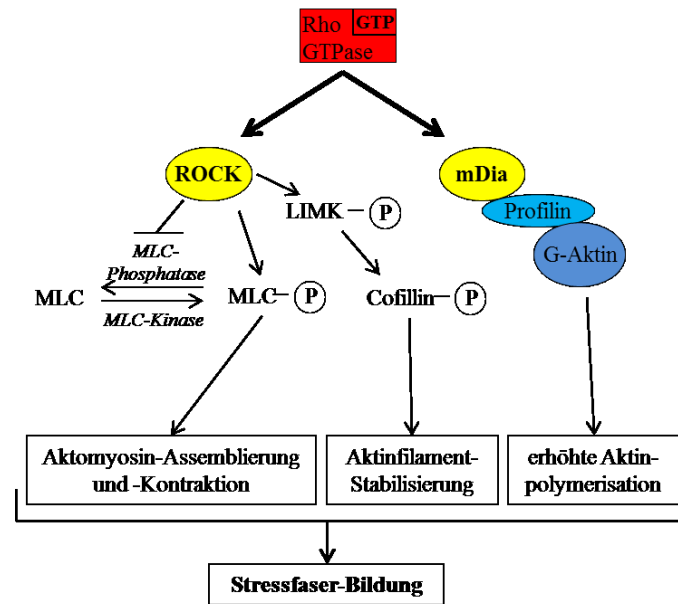 Rho GTP
GTPase
ROCK
mDia
LIMK P
Profilin
G-Aktin
MLC-
Phosphatase
MLC MLC P
MLC-Kinase
Cofillin P
Aktomyosin-Assemblierung
und -Kontraktion
Aktinfilament-
Stabilisierung
erhöhte Aktin-
polymerisation
Stressfaser-Bildung